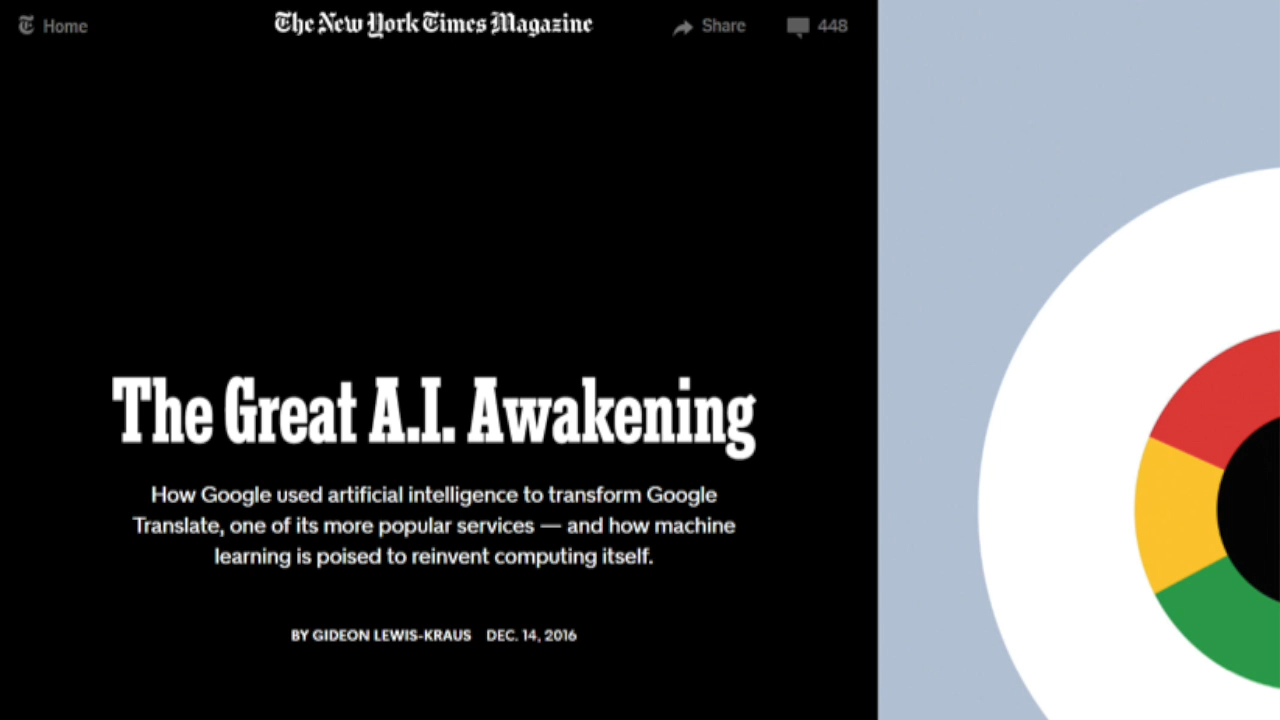 Home
The New York Times Magazine
Share
448
The Great A.I. Awakening
How Google used artificial intelligence to transform Google
Translate, one of its more popular services — and how machine
learning is poised to reinvent computing itself.
BY GIDEON LEWIS-KRAUS DEC. 14, 2016